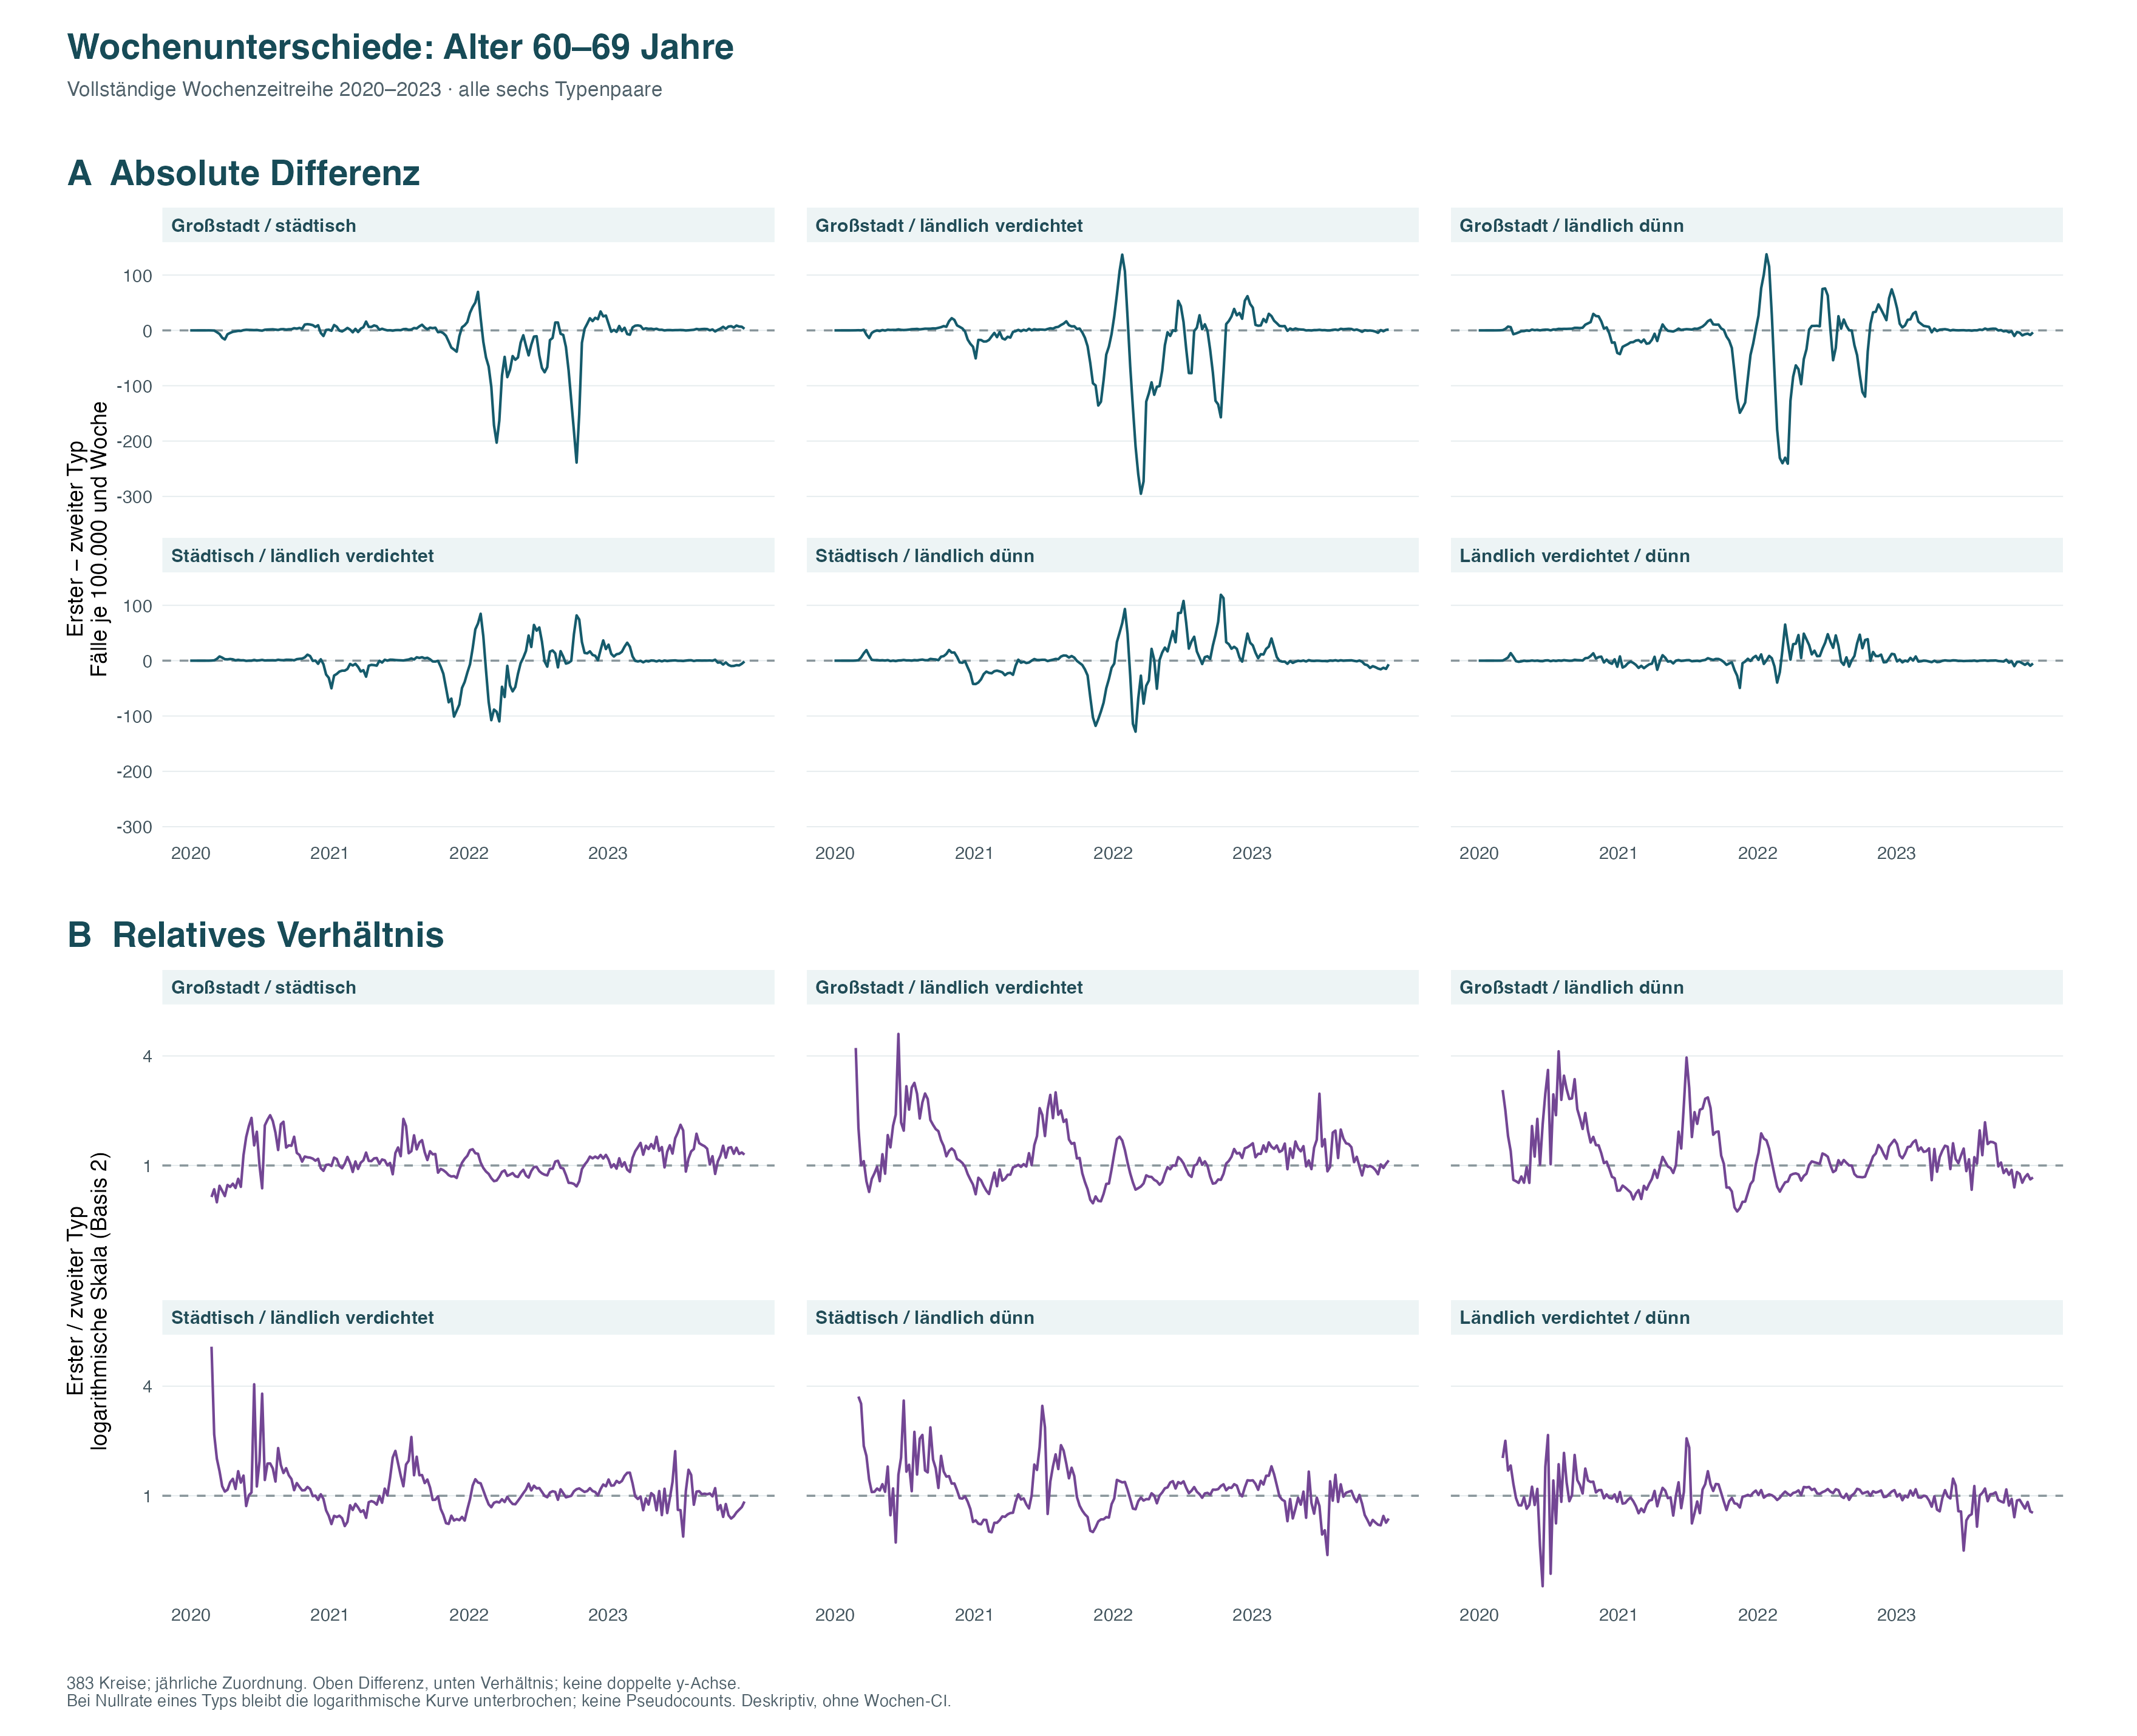 Wochenunterschiede: Alter 60–69 Jahre
Vollständige Wochenzeitreihe 2020–2023 · alle sechs Typenpaare
A Absolute Differenz
Großstadt / städtisch
Großstadt / ländlich verdichtet
Großstadt / ländlich dünn
100
0
-100
-200
-300
Erster – zweiter Typ
Fälle je 100.000 und Woche
Städtisch / ländlich verdichtet
Städtisch / ländlich dünn
Ländlich verdichtet / dünn
100
0
-100
-200
-300
2020 2021 2022 2023
2020 2021 2022 2023
2020 2021 2022 2023
B Relatives Verhältnis
Großstadt / städtisch
Großstadt / ländlich verdichtet
Großstadt / ländlich dünn
4
1
Erster / zweiter Typ
logarithmische Skala (Basis 2)
Städtisch / ländlich verdichtet
Städtisch / ländlich dünn
Ländlich verdichtet / dünn
4
1
2020 2021 2022 2023
2020 2021 2022 2023
2020 2021 2022 2023
383 Kreise; jährliche Zuordnung. Oben Differenz, unten Verhältnis; keine doppelte y-Achse.
Bei Nullrate eines Typs bleibt die logarithmische Kurve unterbrochen; keine Pseudocounts. Deskriptiv, ohne Wochen-CI.